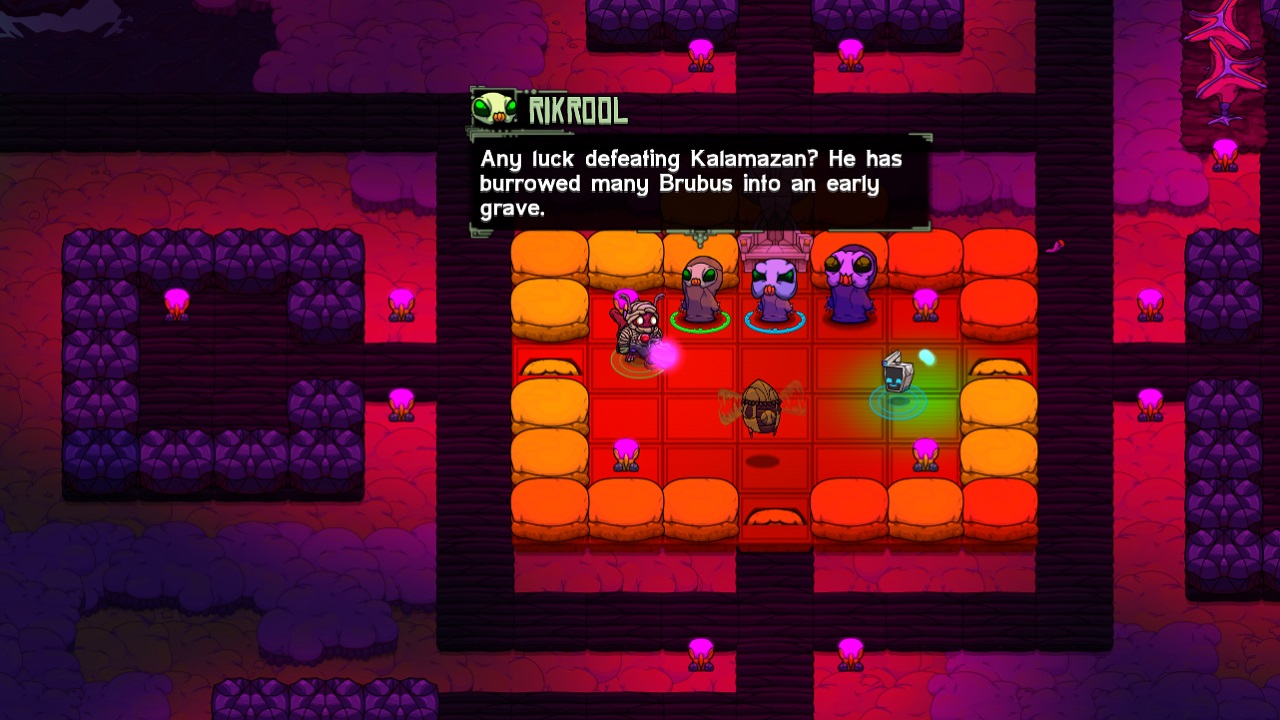 RIKROOL
Any luck defeating Kalamazan? He has
burrowed many Brubus into an early
grave.